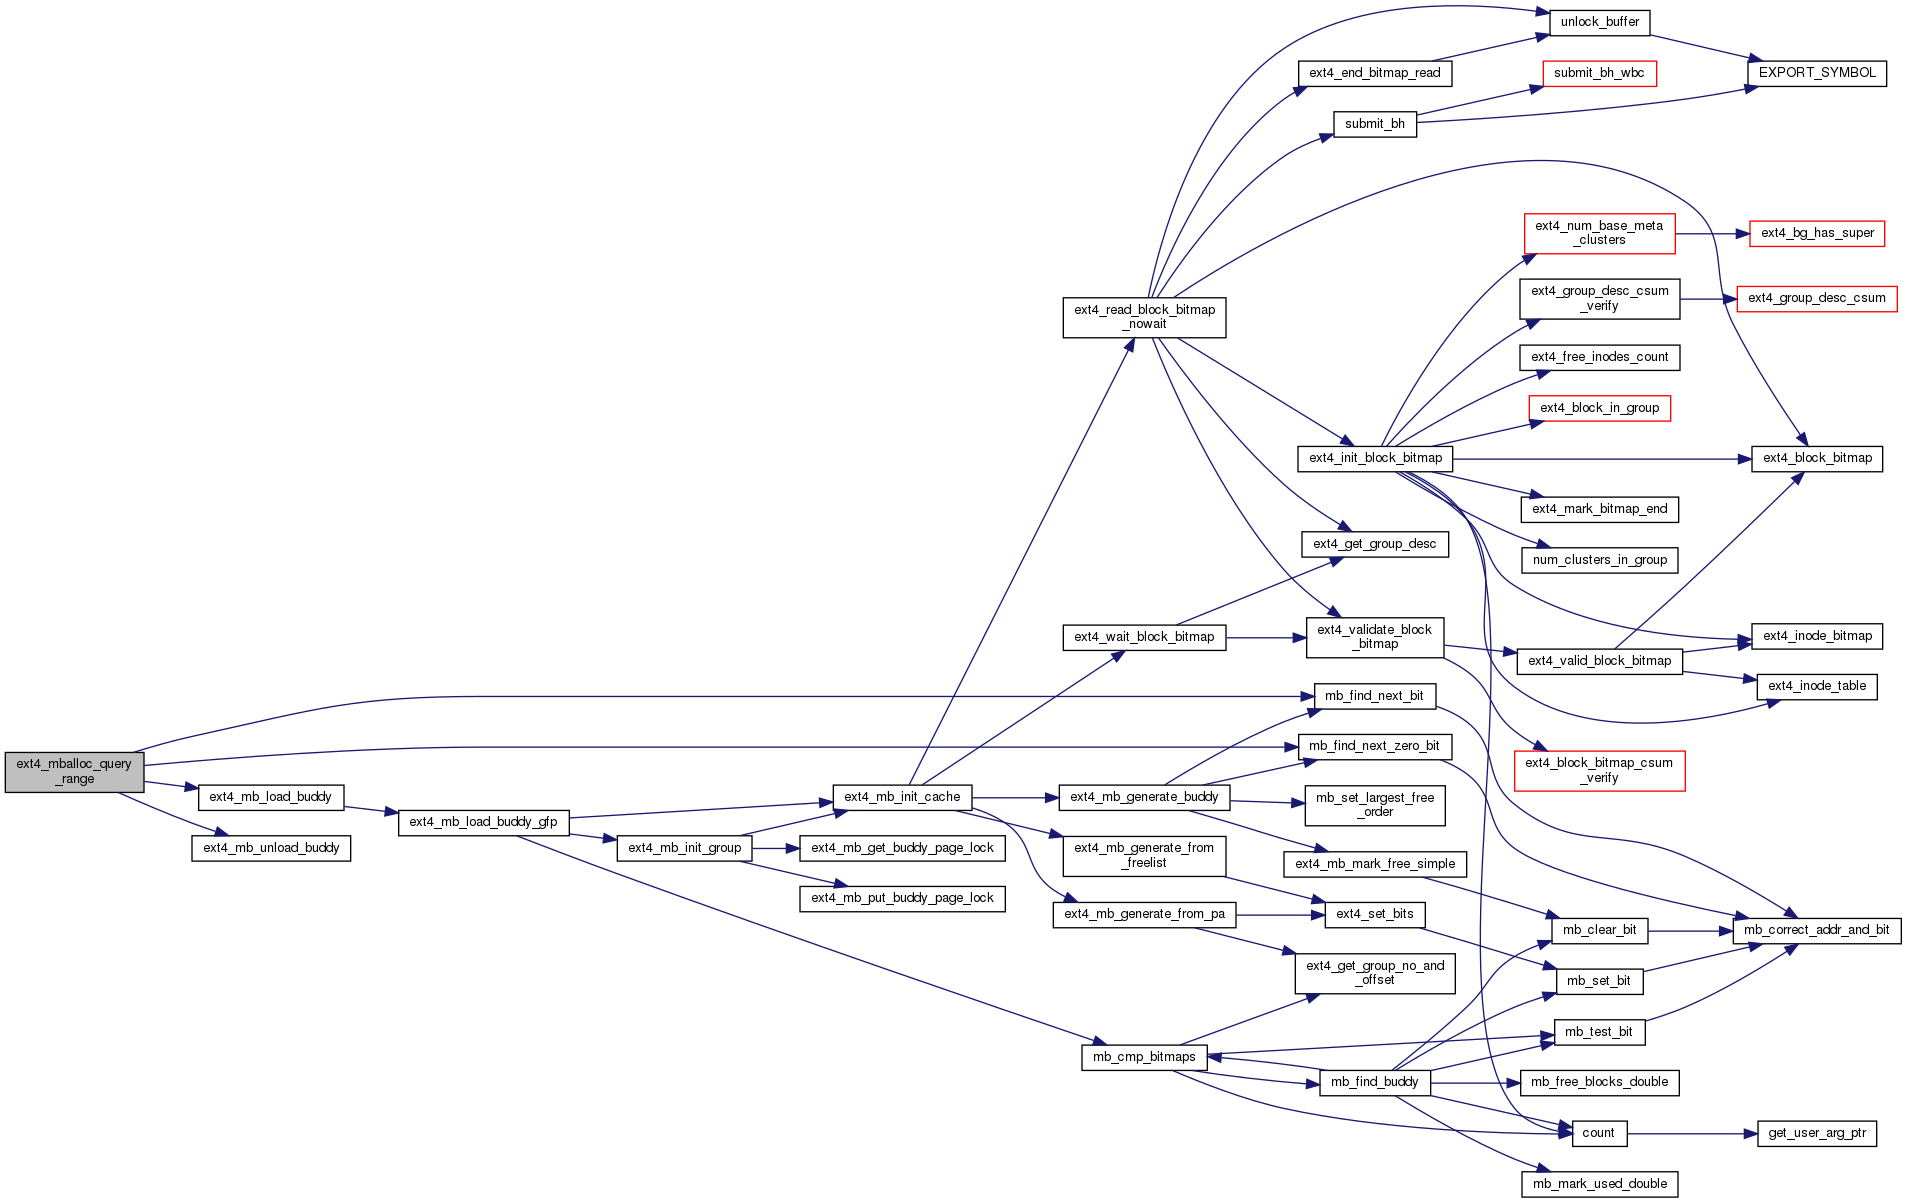 ext4_mballoc_query
_range
ext4_mb_load_buddy
ext4_mb_unload_buddy
ext4_mb_load_buddy_gfp
ext4_mb_init_group
ext4_mb_init_cache
ext4_mb_get_buddy_page_lock
ext4_mb_put_buddy_page_lock
ext4_read_block_bitmap
_nowait
ext4_wait_block_bitmap
ext4_mb_generate_buddy
ext4_mb_generate_from
_freelist
ext4_mb_generate_from_pa
mb_cmp_bitmaps
ext4_end_bitmap_read
submit_bh
ext4_init_block_bitmap
ext4_get_group_desc
ext4_validate_block
_bitmap
mb_find_next_bit
mb_find_next_zero_bit
mb_set_largest_free
_order
ext4_mb_mark_free_simple
ext4_set_bits
ext4_get_group_no_and
_offset
mb_find_buddy
unlock_buffer
submit_bh_wbc
ext4_num_base_meta
_clusters
ext4_group_desc_csum
_verify
ext4_free_inodes_count
ext4_block_in_group
ext4_mark_bitmap_end
num_clusters_in_group
ext4_valid_block_bitmap
ext4_block_bitmap_csum
_verify
mb_clear_bit
mb_set_bit
mb_test_bit
mb_free_blocks_double
count
mb_mark_used_double
EXPORT_SYMBOL
ext4_bg_has_super
ext4_group_desc_csum
ext4_block_bitmap
ext4_inode_bitmap
ext4_inode_table
mb_correct_addr_and_bit
get_user_arg_ptr